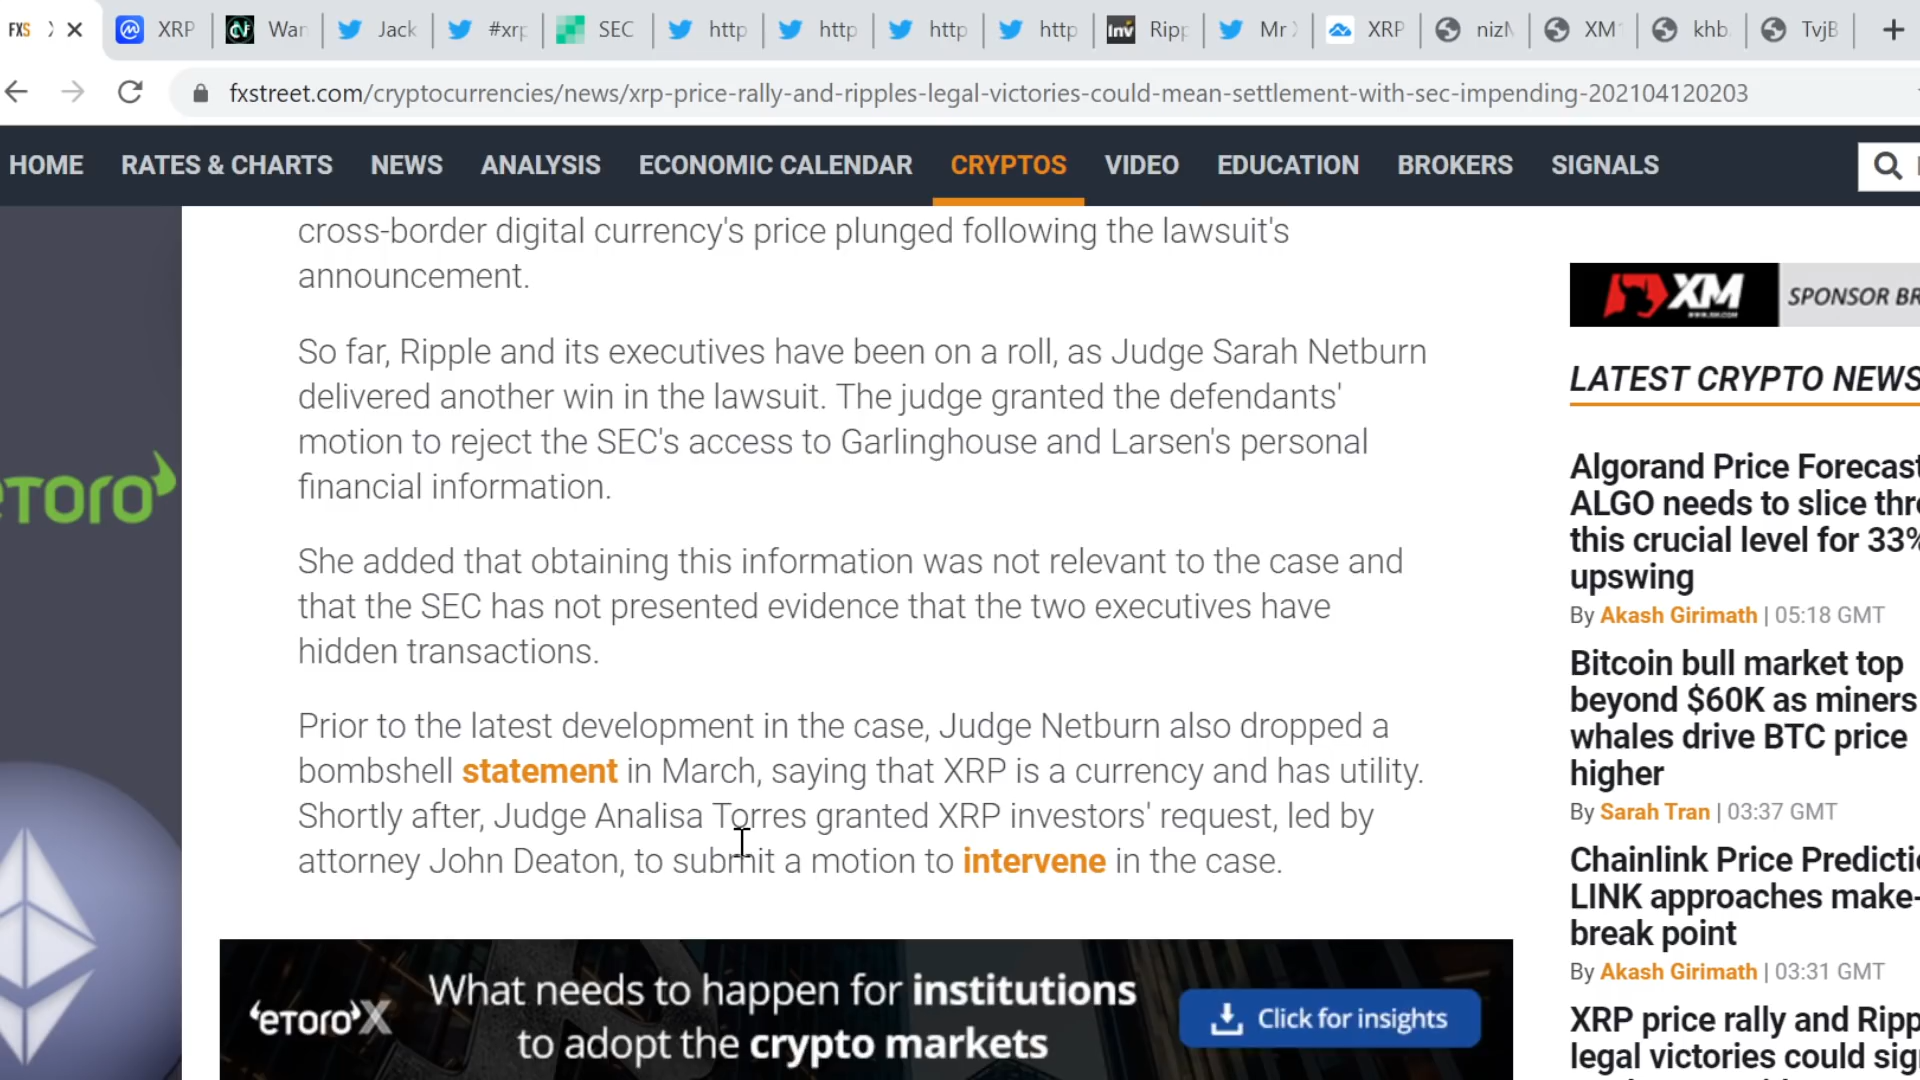 FXS
XRP
Wan
Jack
#xrp
SEC
http
http
http
http
Inv
Ripp
Mr
XRP
XM
khb
TvjB
fxstreet.com/cryptocurrencies/news/xrp-price-rally-and-ripples-legal-victories-could-mean-settlement-with-sec-impending-202104120203
HOME
RATES & CHARTS
NEWS
ANALYSIS
ECONOMIC CALENDAR
CRYPTOS
VIDEO
EDUCATION
BROKERS
SIGNALS
cross-border digital currency's price plunged following the lawsuit's
announcement.
So far, Ripple and its executives have been on a roll, as Judge Sarah Netburn
delivered another win in the lawsuit. The judge granted the defendants'
motion to reject the SEC's access to Garlinghouse and Larsen's personal
financial information.
She added that obtaining this information was not relevant to the case and
that the SEC has not presented evidence that the two executives have
hidden transactions.
Prior to the latest development in the case, Judge Netburn also dropped a
bombshell statement in March, saying that XRP is a currency and has utility.
Shortly after, Judge Analisa Torres granted XRP investors' request, led by
attorney John Deaton, to submit a motion to intervene in the case.
eToro
eToroX
What needs to happen for institutions
to adopt the crypto markets
Click for insights
XM
SPONSOR BR
LATEST CRYPTO NEWS
Algorand Price Forecast
ALGO needs to slice thr
this crucial level for 33%
upswing
By Akash Girimath | 05:18 GMT
Bitcoin bull market top
beyond $60K as miners
whales drive BTC price
higher
By Sarah Tran | 03:37 GMT
Chainlink Price Predicti
LINK approaches make-
break point
By Akash Girimath | 03:31 GMT
XRP price rally and Ripp
legal victories could sig